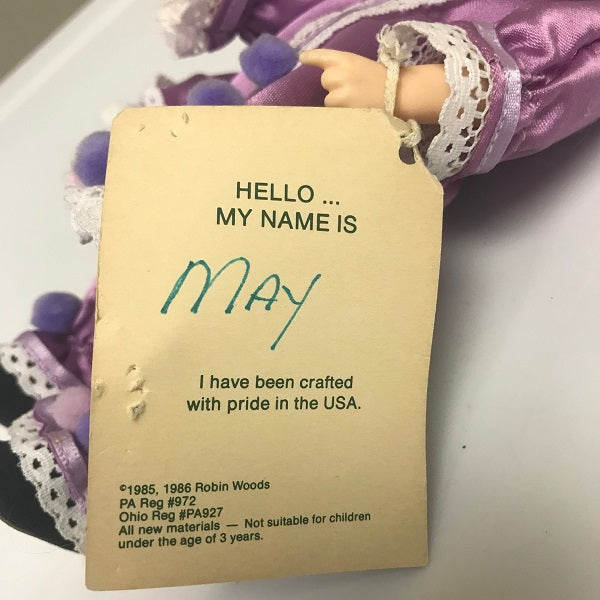 HELLO ...
MY NAME IS
MAY
I have been crafted
with pride in the USA.
©1985, 1986 Robin Woods
PA Reg #972
Ohio Reg #PA927
All new materials — Not suitable for children
under the age of 3 years.